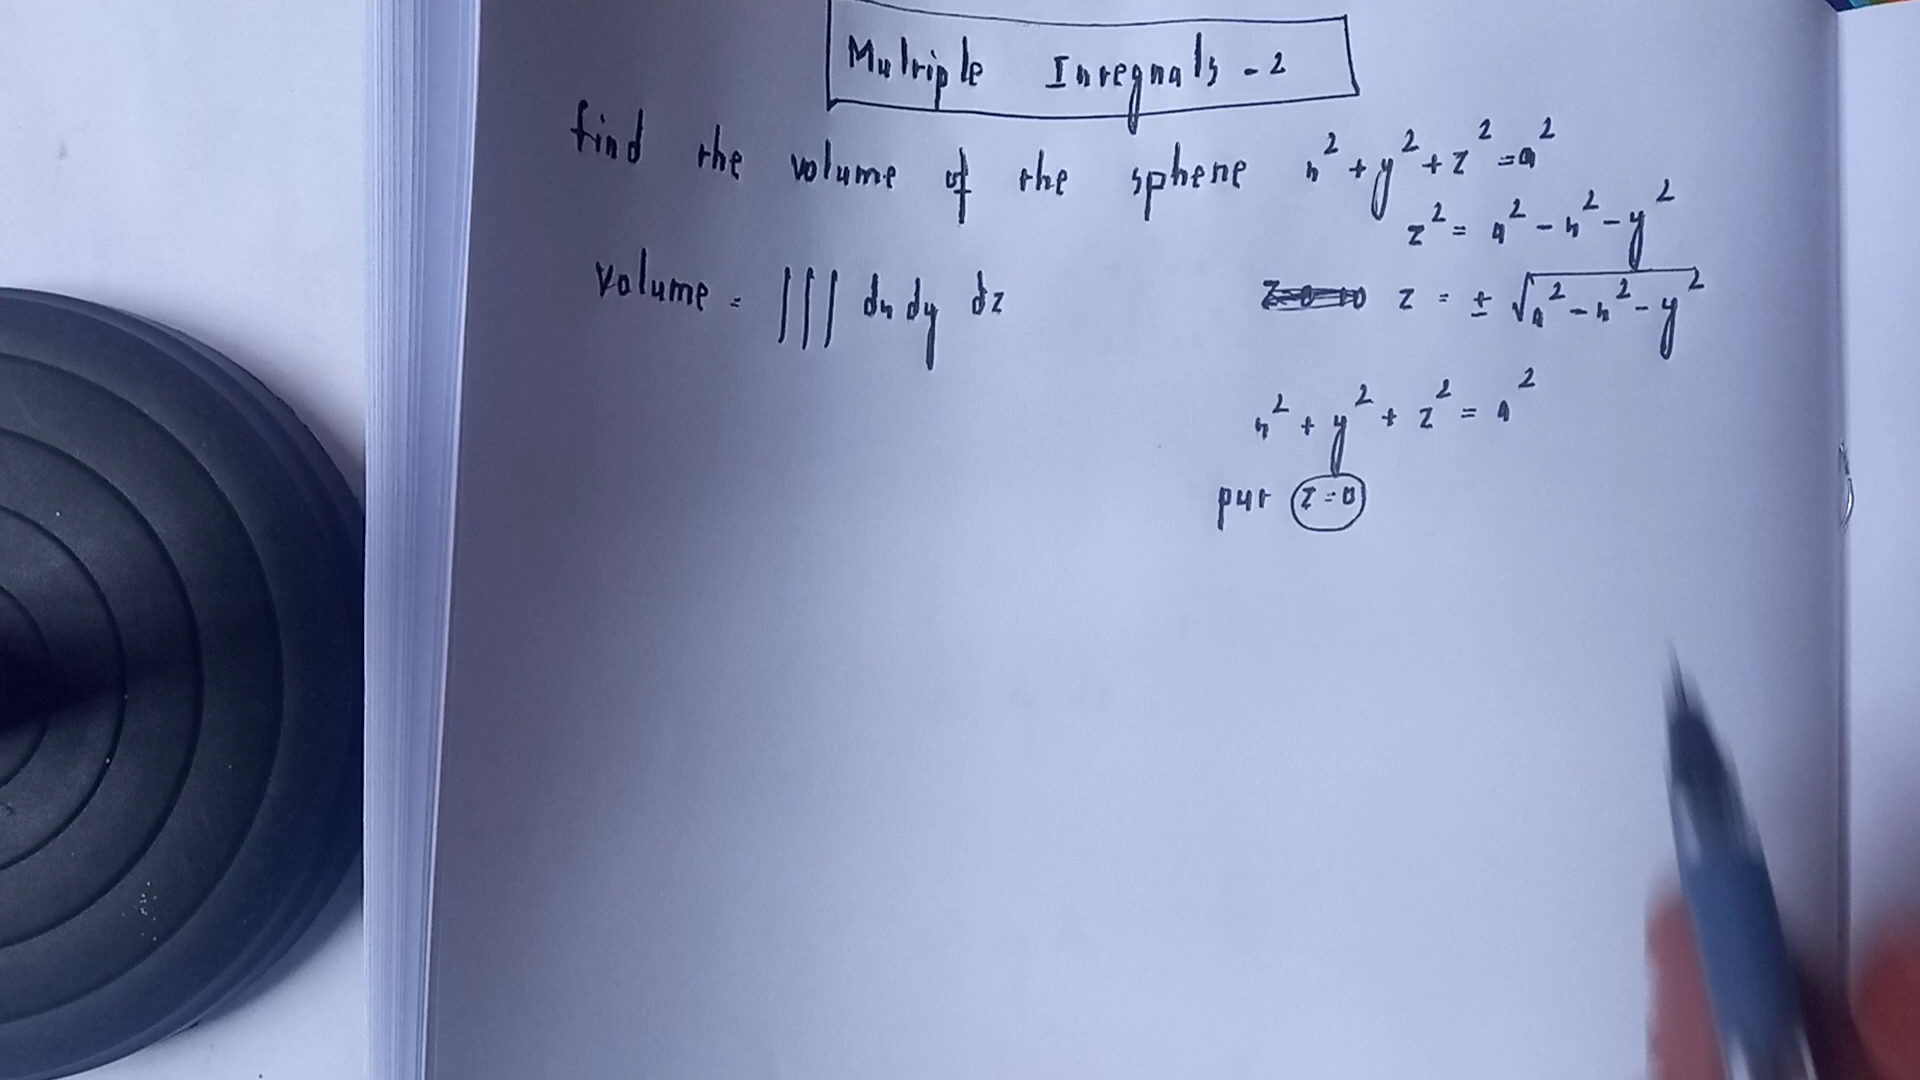 Multiple Integrals - 2
find the volume of the sphere x² + y² + z² = a²
z² = a² - x² - y²
volume = ∫∫∫ dx dy dz
z = ± √a² - x² - y²
x² + y² + z² = a²
put z = 0